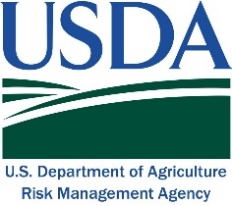 USDA
U.S. Department of Agriculture
Risk Management Agency